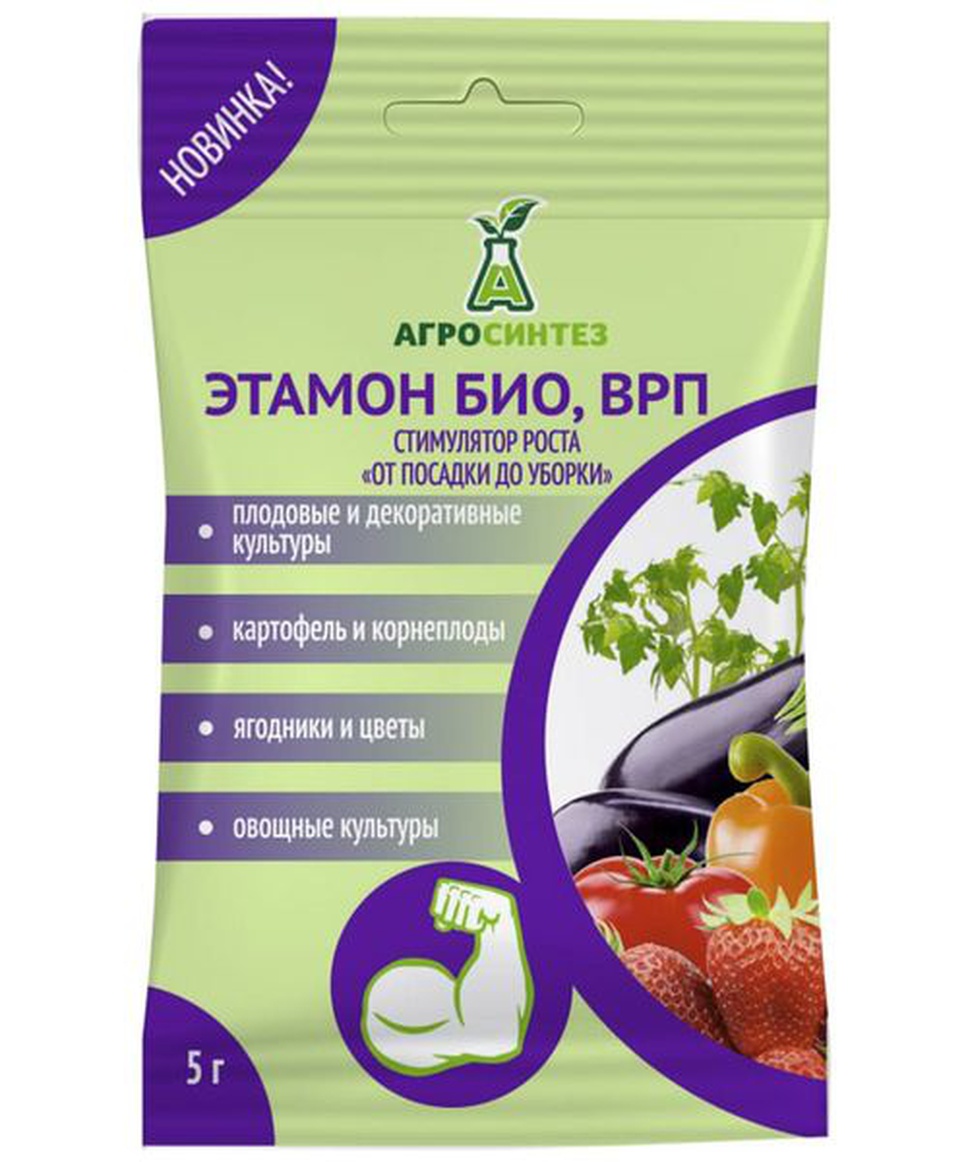 НОВИНКА!
АГРОСИНТЕЗ
ЭТАМОН БИО, ВРП
СТИМУЛЯТОР РОСТА
«ОТ ПОСАДКИ ДО УБОРКИ»
плодовые и декоративные
культуры
картофель и корнеплоды
ягодники и цветы
овощные культуры
5 г